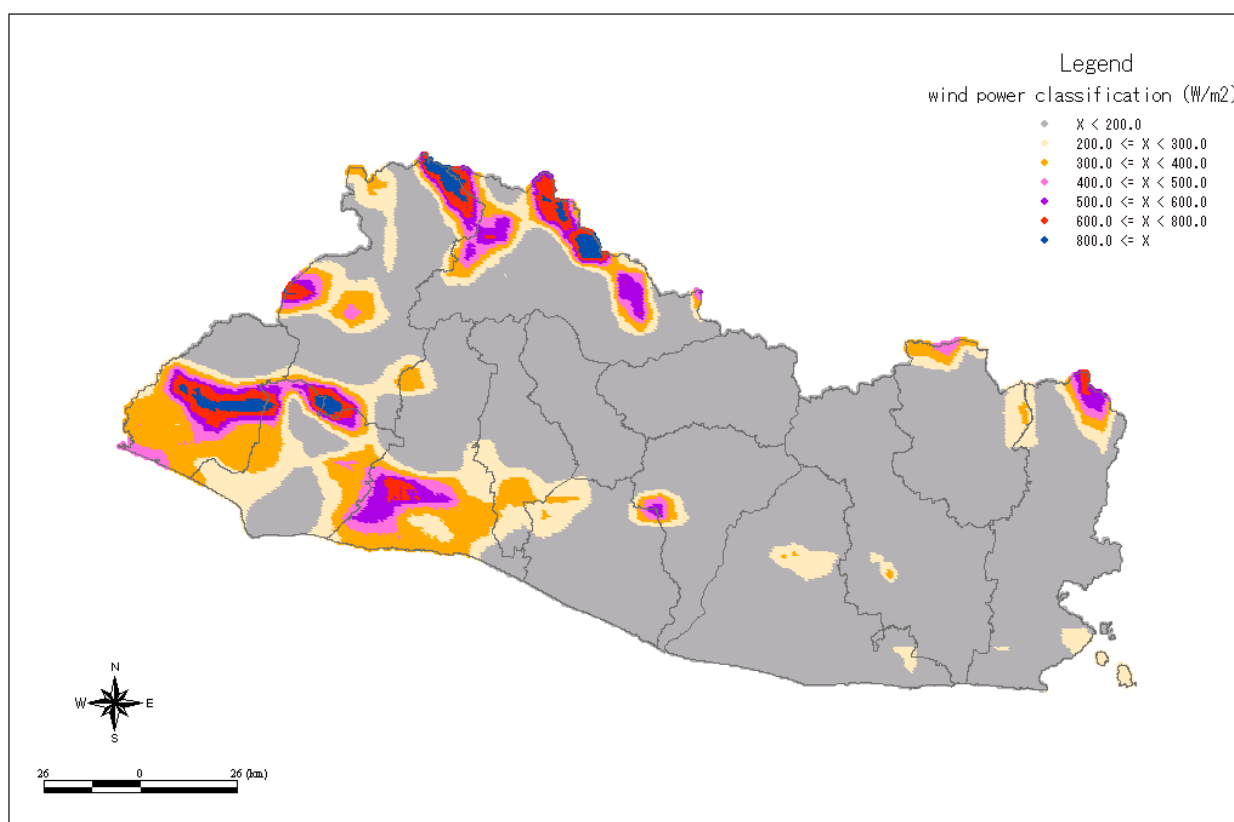 Legend
wind power classification (W/m2)
X < 200.0
200.0 <= X < 300.0
300.0 <= X < 400.0
400.0 <= X < 500.0
500.0 <= X < 600.0
600.0 <= X < 800.0
800.0 <= X
N
W E
S
26 0 26 (km)